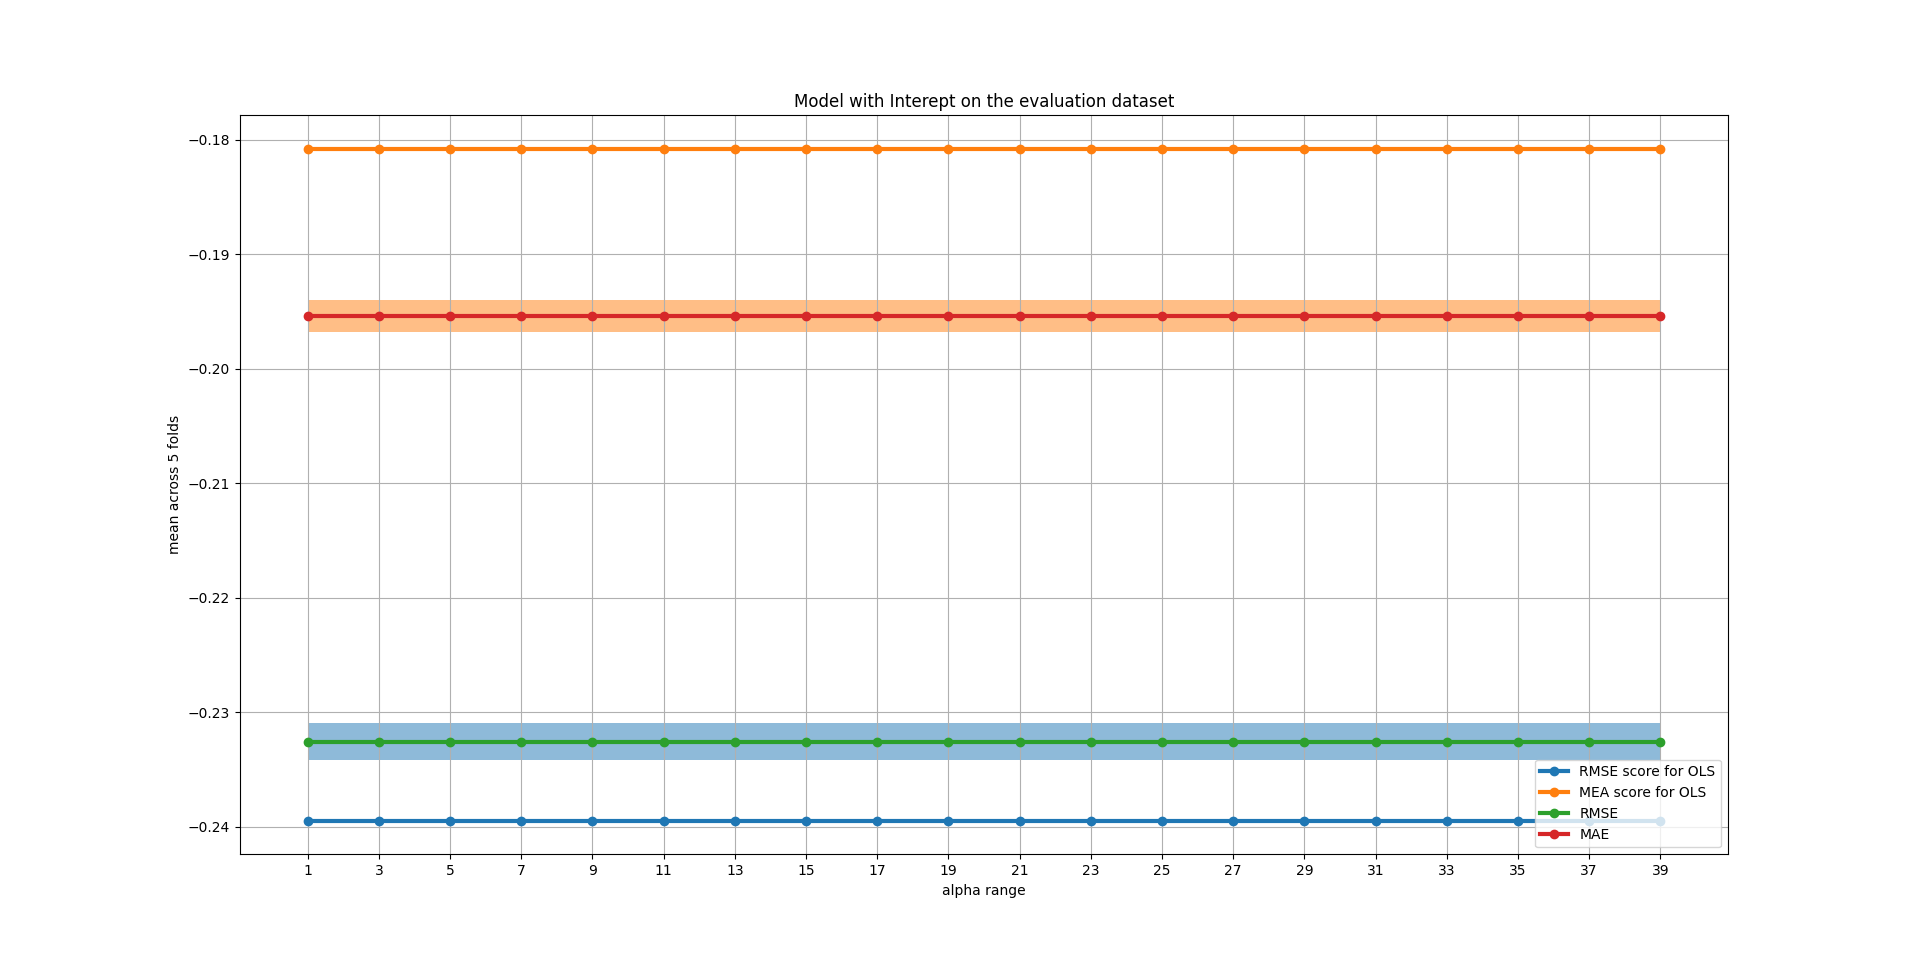 Model with Interept on the evaluation dataset
−0.18
−0.19
−0.20
−0.21
−0.22
−0.23
−0.24
mean across 5 folds
RMSE score for OLS
MEA score for OLS
RMSE
MAE
1 3 5 7 9 11 13 15 17 19 21 23 25 27 29 31 33 35 37 39
alpha range